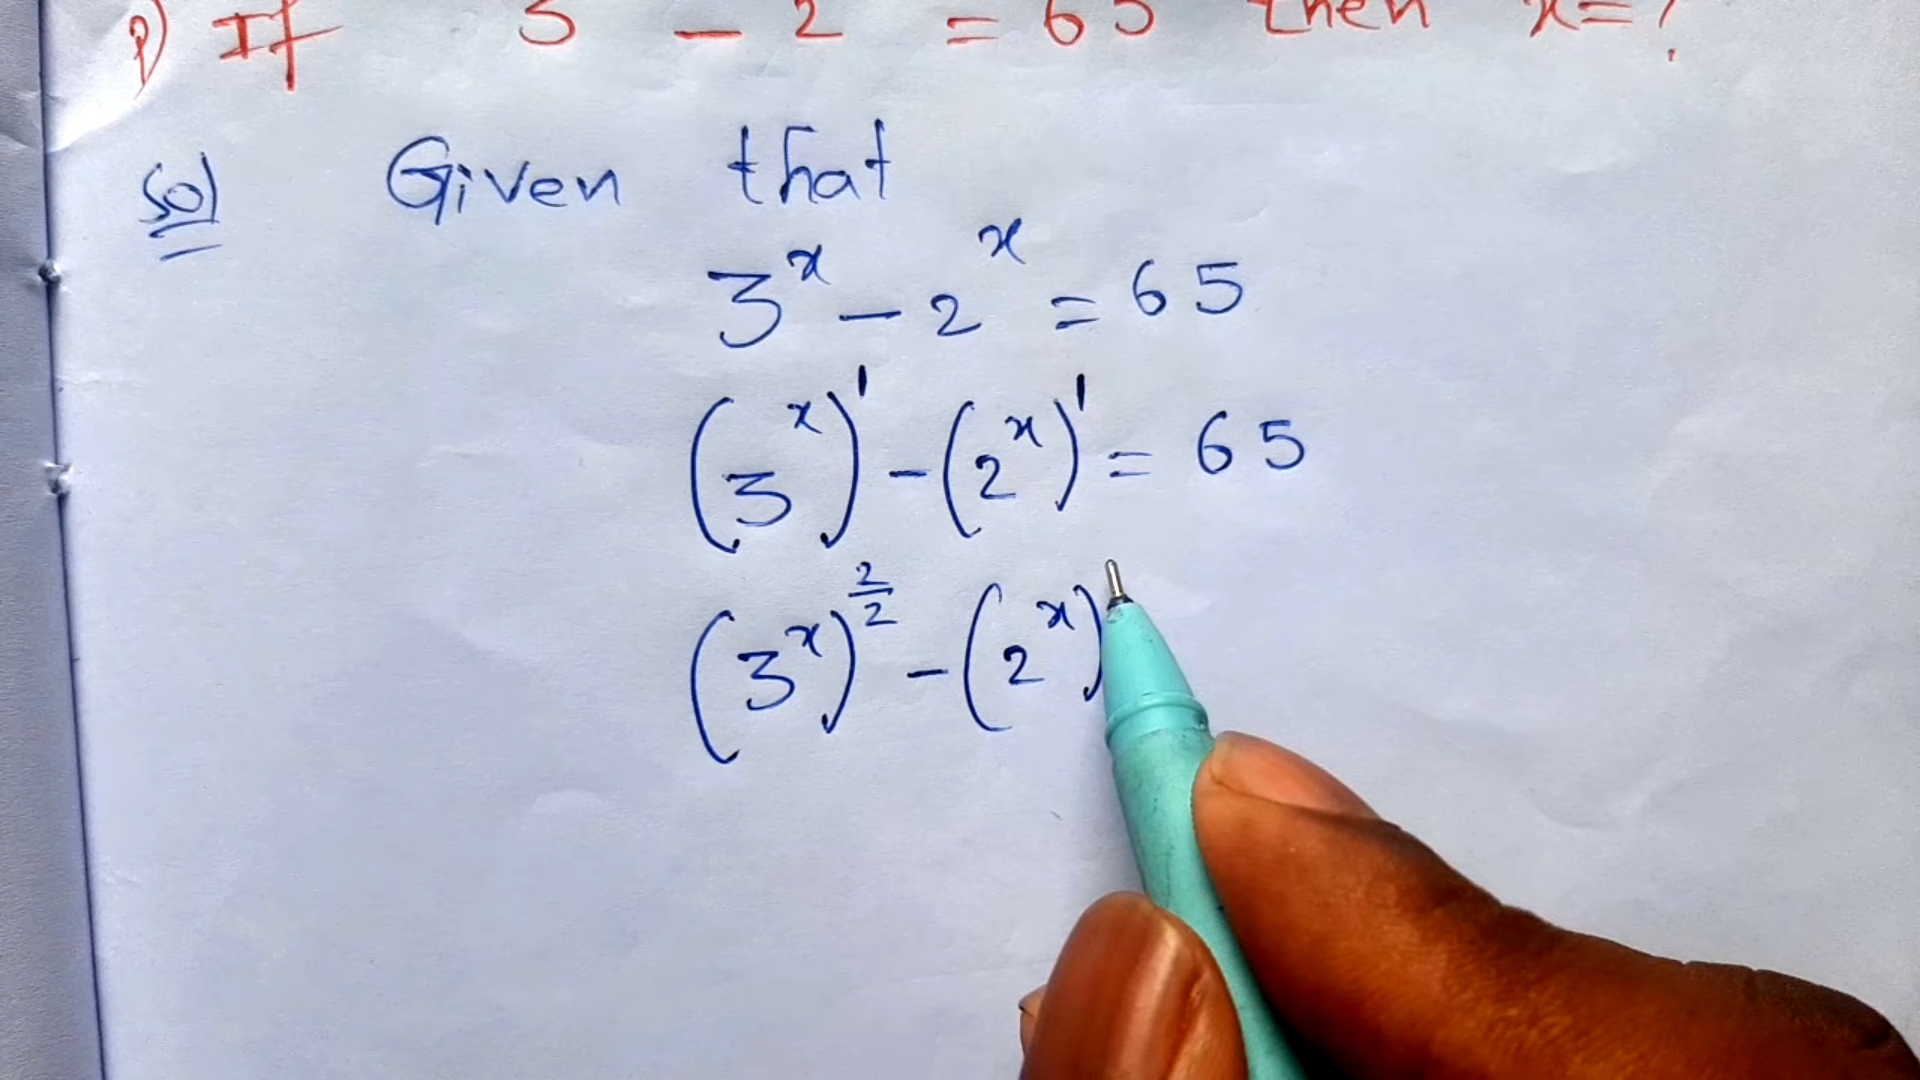 P) If 3 - 2 = 65 then x = ?
Sol Given that
3^x - 2^x = 65
(3^x)^1 - (2^x)^1 = 65
(3^x)^(2/2) - (2^x)